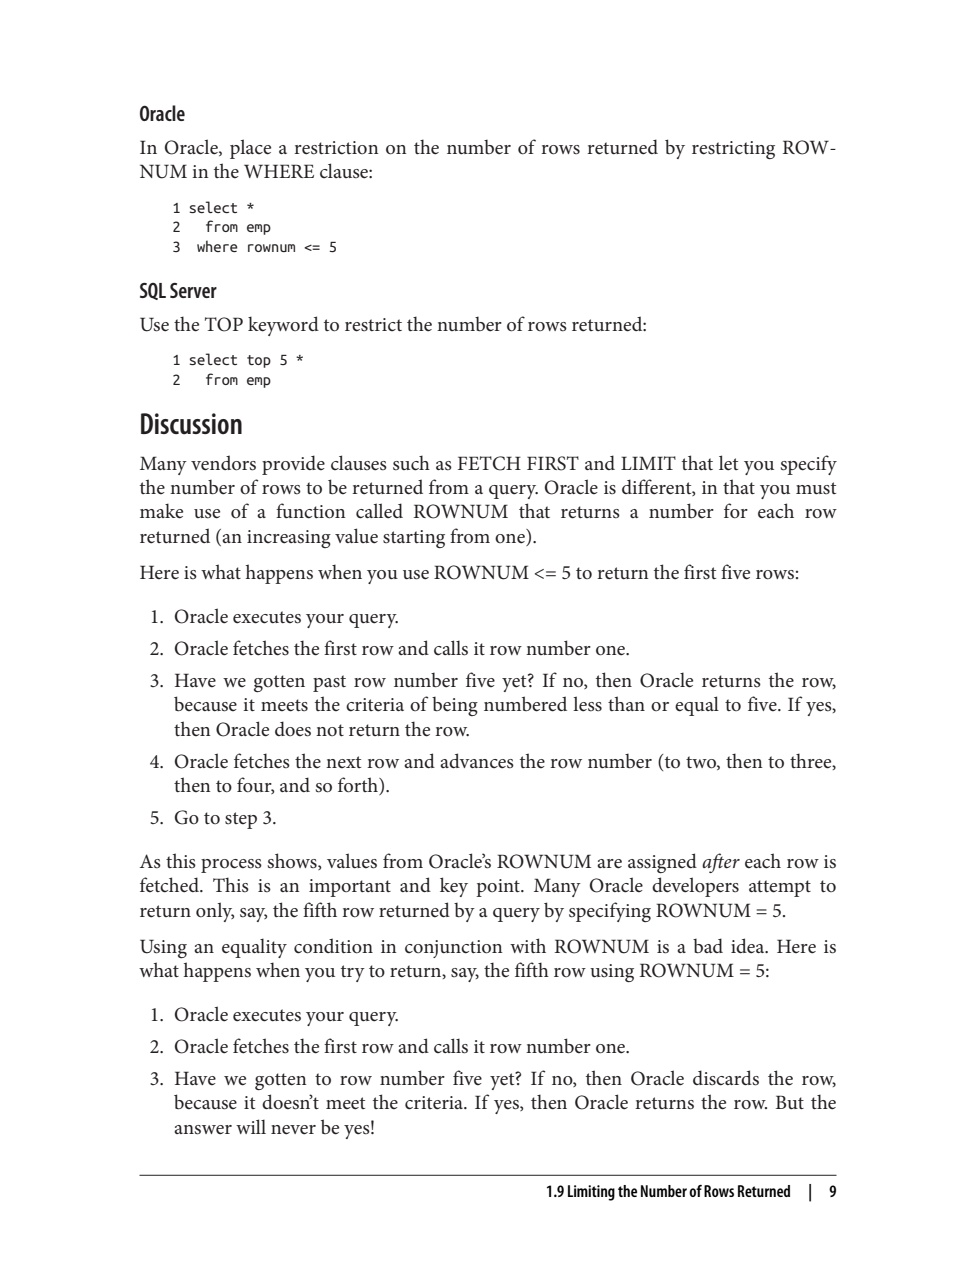 Oracle
In Oracle, place a restriction on the number of rows returned by restricting ROW-
NUM in the WHERE clause:
1 select *
2   from emp
3  where rownum <= 5
SQL Server
Use the TOP keyword to restrict the number of rows returned:
1 select top 5 *
2   from emp
Discussion
Many vendors provide clauses such as FETCH FIRST and LIMIT that let you specify
the number of rows to be returned from a query. Oracle is different, in that you must
make use of a function called ROWNUM that returns a number for each row
returned (an increasing value starting from one).
Here is what happens when you use ROWNUM <= 5 to return the first five rows:
1. Oracle executes your query.
2. Oracle fetches the first row and calls it row number one.
3. Have we gotten past row number five yet? If no, then Oracle returns the row,
because it meets the criteria of being numbered less than or equal to five. If yes,
then Oracle does not return the row.
4. Oracle fetches the next row and advances the row number (to two, then to three,
then to four, and so forth).
5. Go to step 3.
As this process shows, values from Oracle’s ROWNUM are assigned after each row is
fetched. This is an important and key point. Many Oracle developers attempt to
return only, say, the fifth row returned by a query by specifying ROWNUM = 5.
Using an equality condition in conjunction with ROWNUM is a bad idea. Here is
what happens when you try to return, say, the fifth row using ROWNUM = 5:
1. Oracle executes your query.
2. Oracle fetches the first row and calls it row number one.
3. Have we gotten to row number five yet? If no, then Oracle discards the row,
because it doesn’t meet the criteria. If yes, then Oracle returns the row. But the
answer will never be yes!
1.9 Limiting the Number of Rows Returned | 9